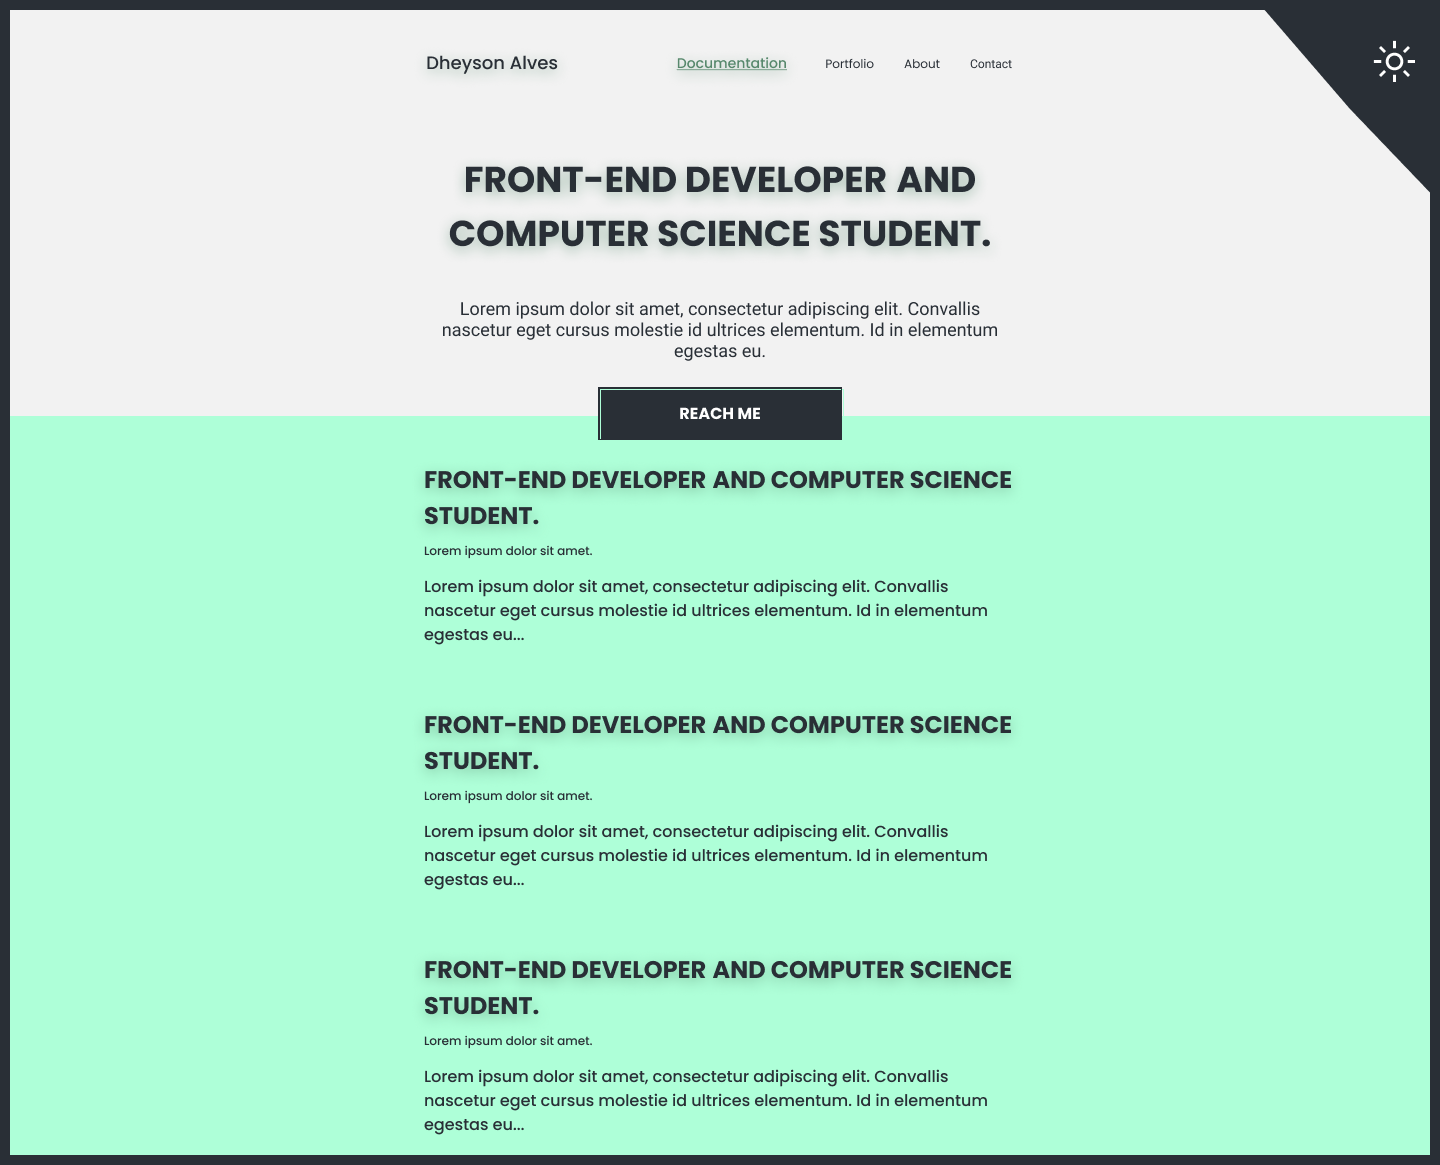 Dheyson Alves
Documentation
Portfolio
About
Contact
FRONT-END DEVELOPER AND
COMPUTER SCIENCE STUDENT.
Lorem ipsum dolor sit amet, consectetur adipiscing elit. Convallis
nascetur eget cursus molestie id ultrices elementum. Id in elementum
egestas eu.
REACH ME
FRONT-END DEVELOPER AND COMPUTER SCIENCE
STUDENT.
Lorem ipsum dolor sit amet.
Lorem ipsum dolor sit amet, consectetur adipiscing elit. Convallis
nascetur eget cursus molestie id ultrices elementum. Id in elementum
egestas eu...
FRONT-END DEVELOPER AND COMPUTER SCIENCE
STUDENT.
Lorem ipsum dolor sit amet.
Lorem ipsum dolor sit amet, consectetur adipiscing elit. Convallis
nascetur eget cursus molestie id ultrices elementum. Id in elementum
egestas eu...
FRONT-END DEVELOPER AND COMPUTER SCIENCE
STUDENT.
Lorem ipsum dolor sit amet.
Lorem ipsum dolor sit amet, consectetur adipiscing elit. Convallis
nascetur eget cursus molestie id ultrices elementum. Id in elementum
egestas eu...